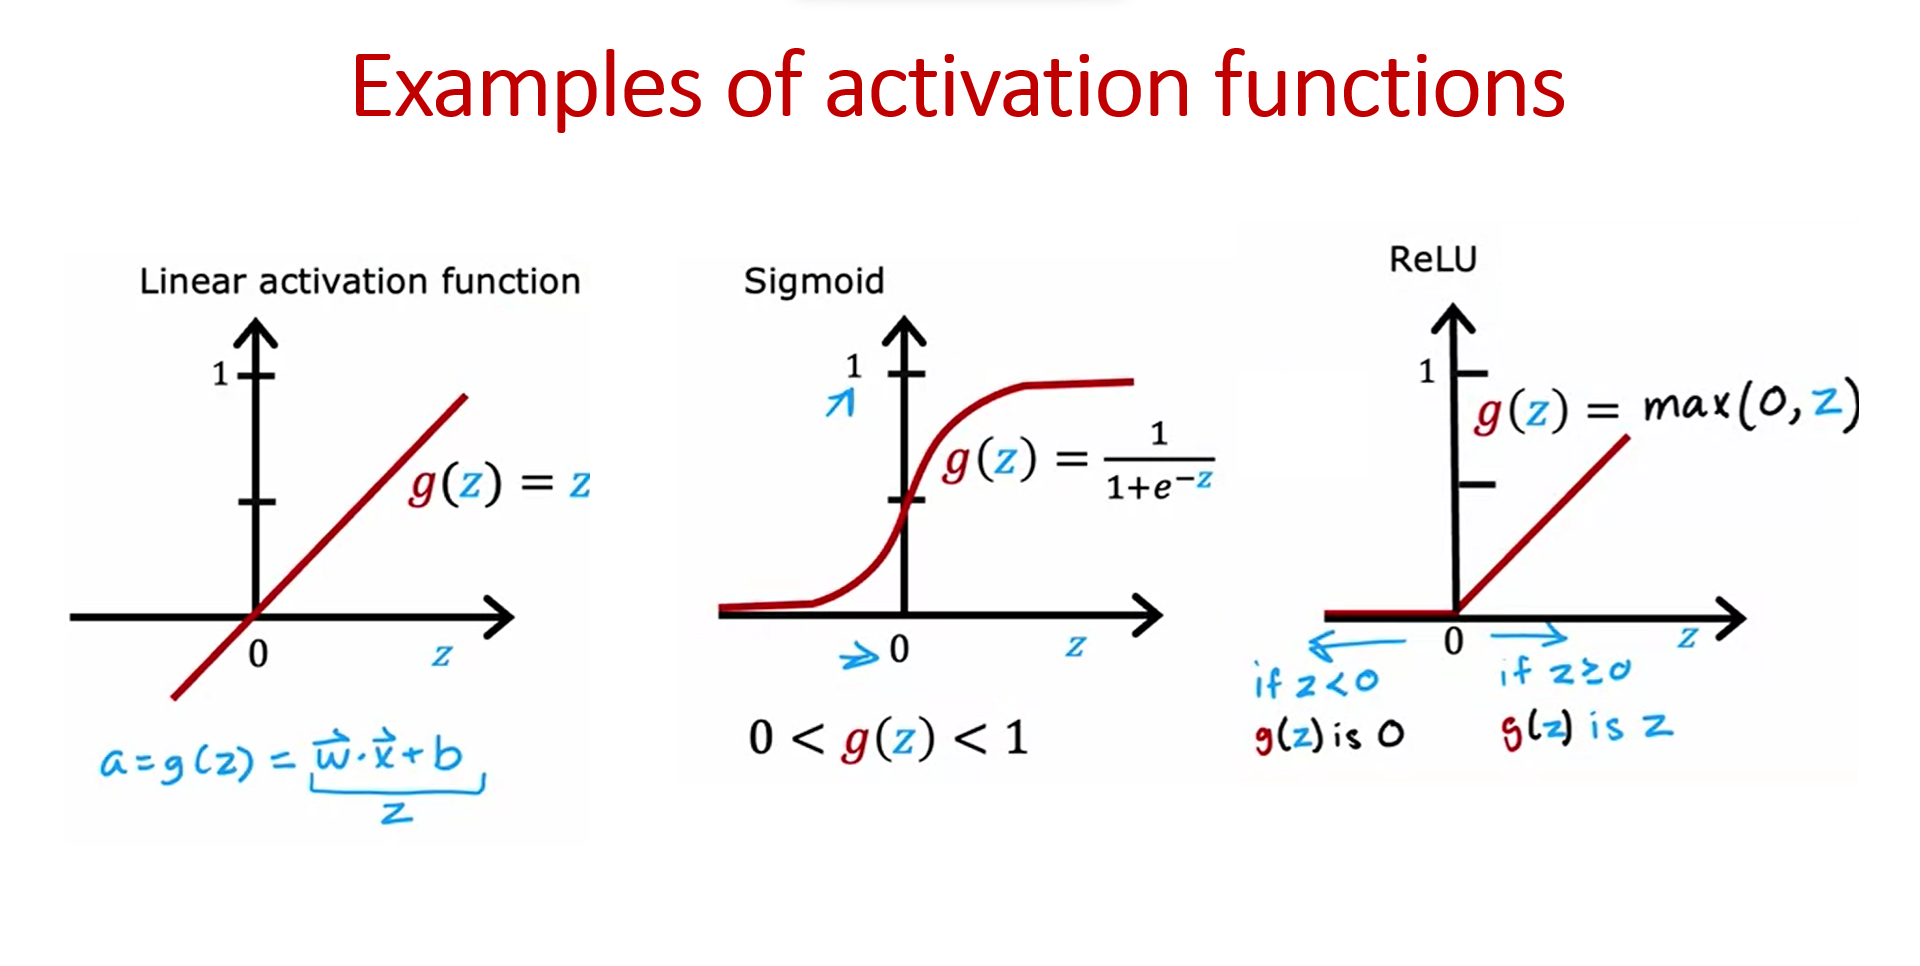 Examples of activation functions
Linear activation function
1
g(z) = z
0
z
a = g(z) = w⃗ · x⃗ + b
z
Sigmoid
1
g(z) = 1/(1+e^−z)
0
z
0 < g(z) < 1
ReLU
1
g(z) = max(0, z)
0
z
if z < 0
g(z) is 0
if z ≥ 0
g(z) is z